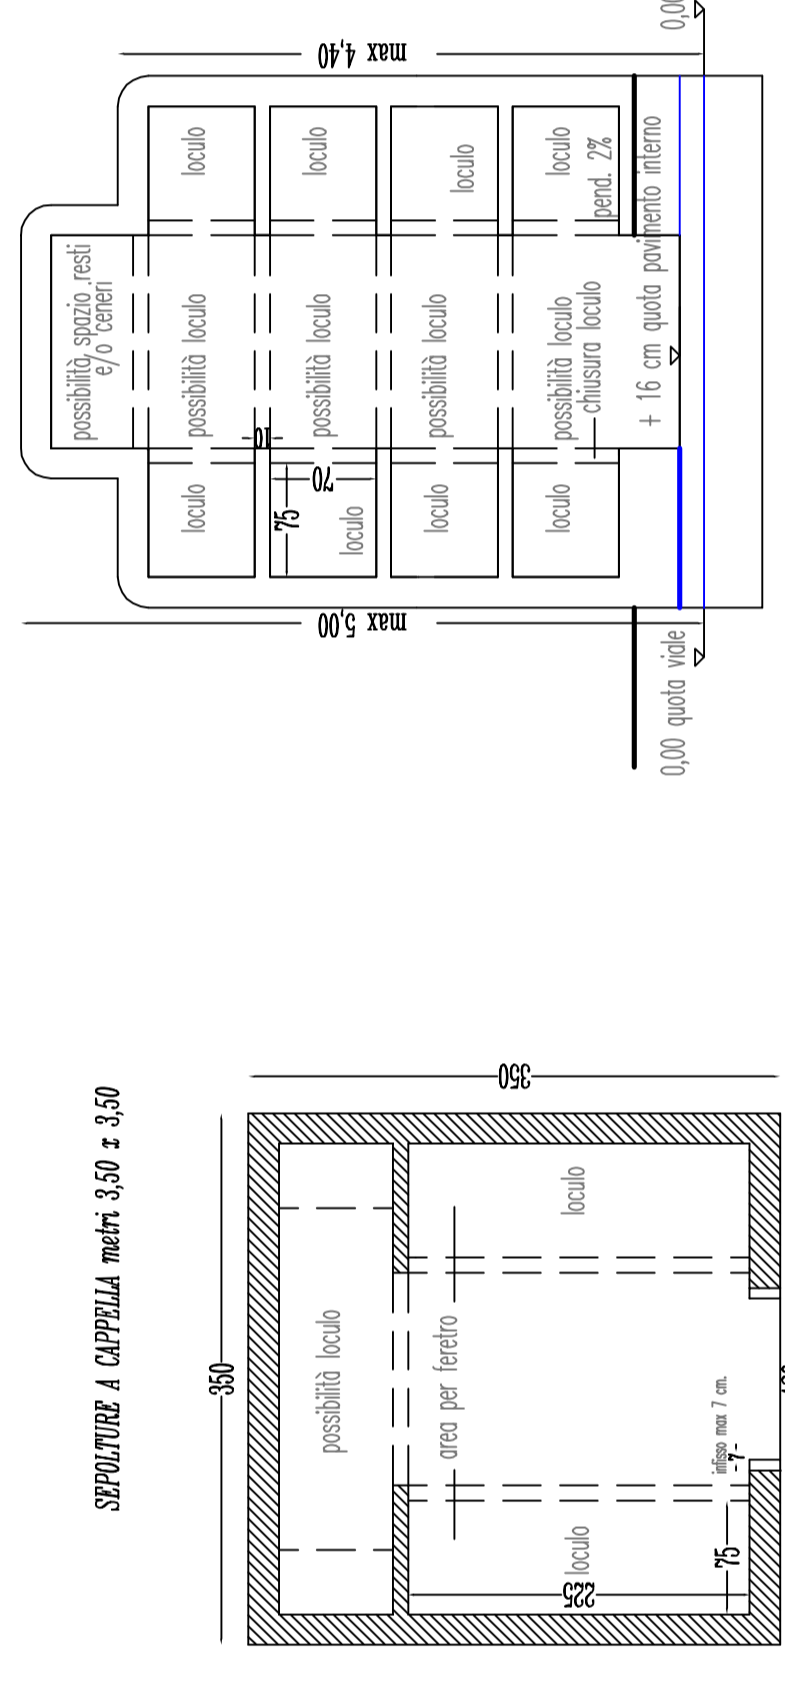 SEPOLTURE A CAPPELLA metri 3,50 x 3,50
350
350
possibilità loculo
area per feretro
loculo
loculo
225
75
infisso max 7 cm.
-7-
max 5,00
max 4,40
possibilità spazio resti
e/o ceneri
loculo
possibilità loculo
loculo
10
loculo
possibilità loculo
loculo
75
70
loculo
possibilità loculo
loculo
loculo
possibilità loculo
loculo
chiusura loculo
pend. 2%
+ 16 cm quota pavimento interno
0,00 quota viale